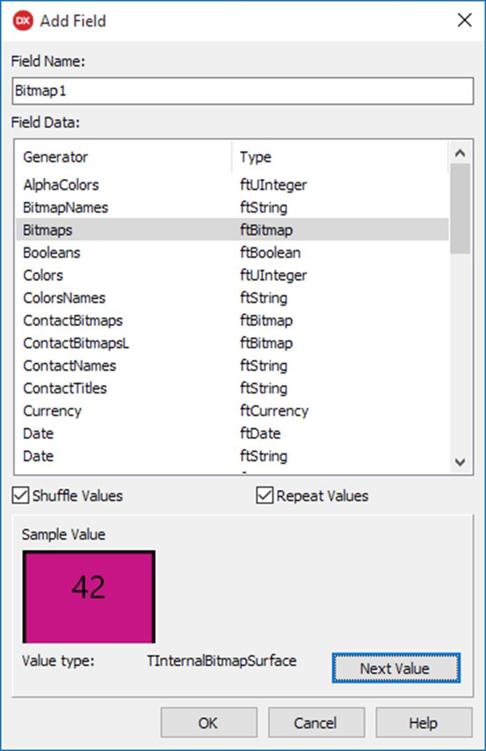 DX Add Field
Field Name:
Bitmap1
Field Data:
Generator Type
AlphaColors ftUInteger
BitmapNames ftString
Bitmaps ftBitmap
Booleans ftBoolean
Colors ftUInteger
ColorsNames ftString
ContactBitmaps ftBitmap
ContactBitmapsL ftBitmap
ContactNames ftString
ContactTitles ftString
Currency ftCurrency
Date ftDate
Date ftString
Shuffle Values Repeat Values
Sample Value
42
Value type: TInternalBitmapSurface Next Value
OK Cancel Help